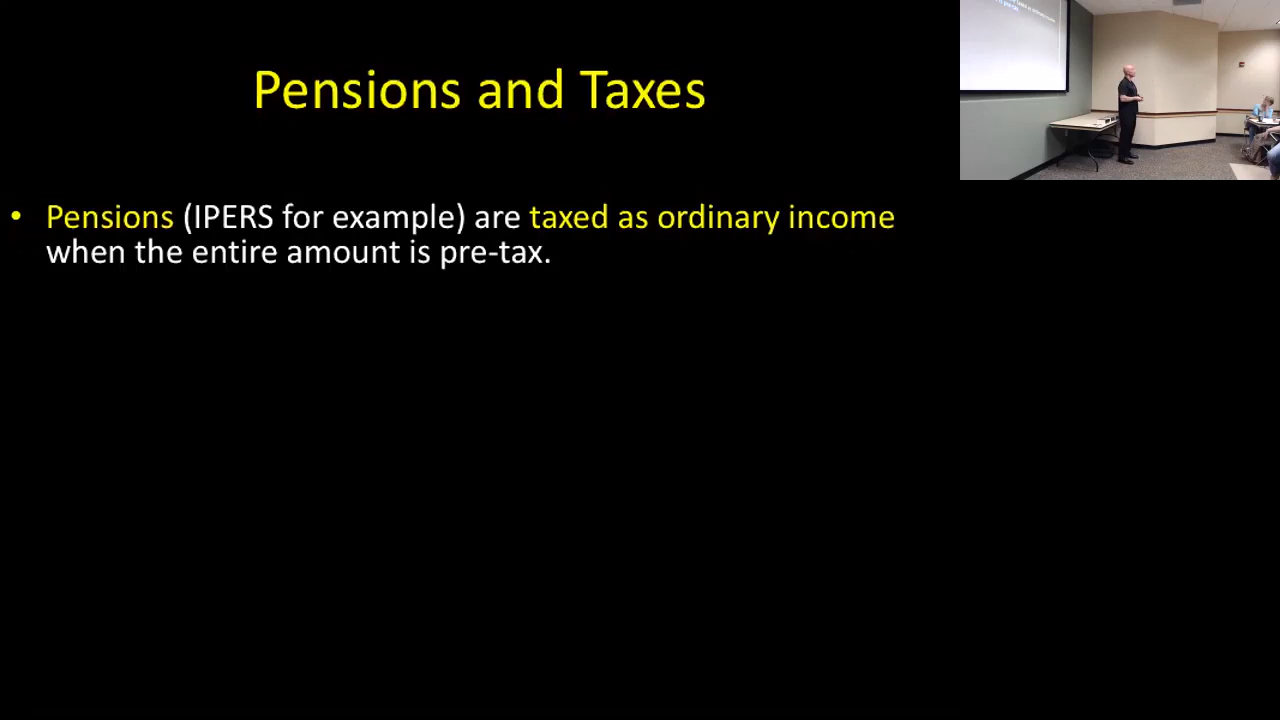 Pensions and Taxes
• Pensions (IPERS for example) are taxed as ordinary income
when the entire amount is pre-tax.